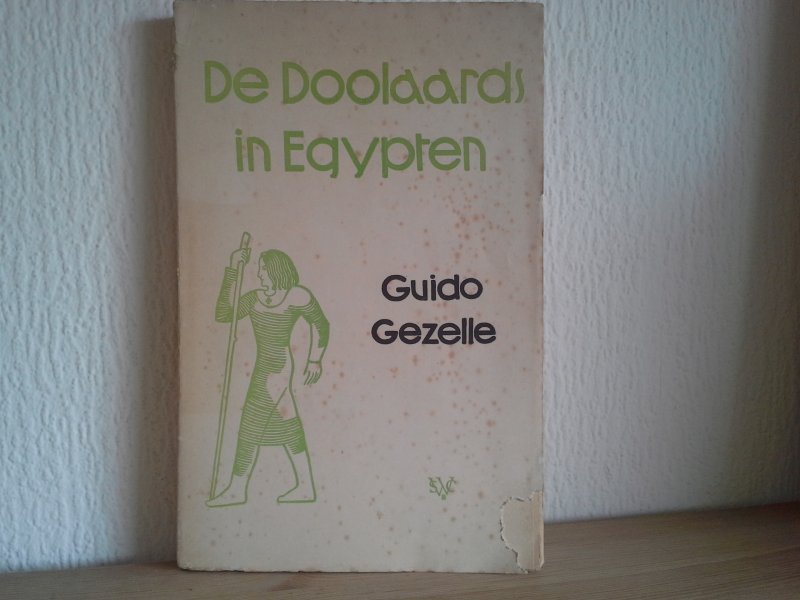 De Doolaards
in Egypten
Guido
Gezelle